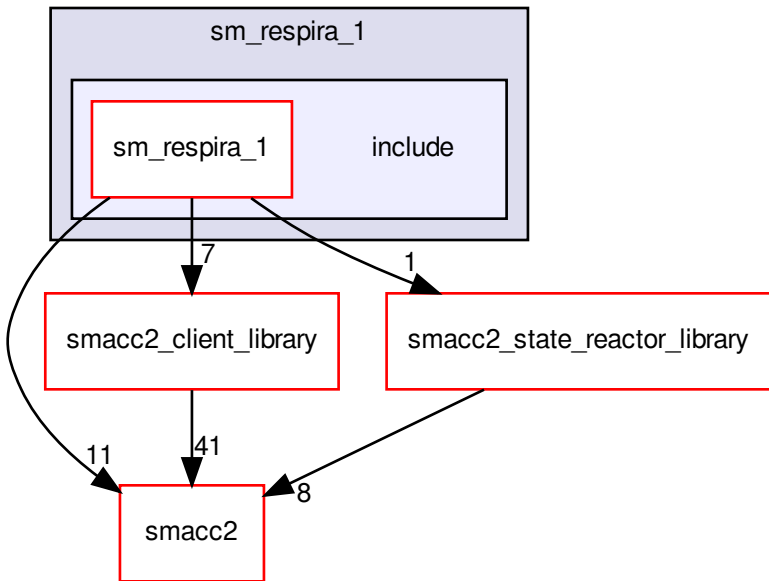 sm_respira_1
sm_respira_1
include
7
1
smacc2_client_library
smacc2_state_reactor_library
11
41
8
smacc2